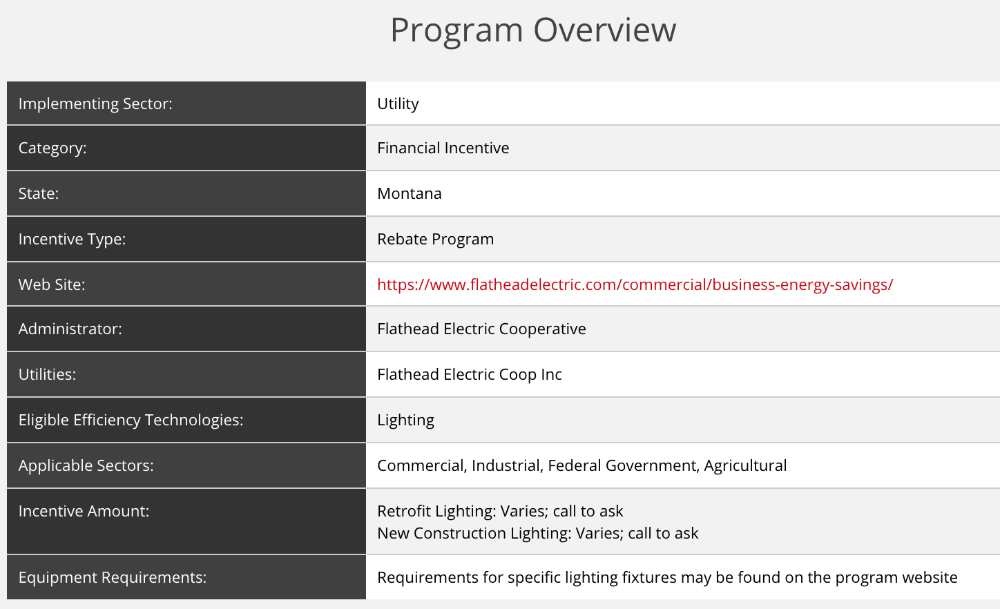 Program Overview
Implementing Sector: Utility
Category: Financial Incentive
State: Montana
Incentive Type: Rebate Program
Web Site: https://www.flatheadelectric.com/commercial/business-energy-savings/
Administrator: Flathead Electric Cooperative
Utilities: Flathead Electric Coop Inc
Eligible Efficiency Technologies: Lighting
Applicable Sectors: Commercial, Industrial, Federal Government, Agricultural
Incentive Amount: Retrofit Lighting: Varies; call to ask
New Construction Lighting: Varies; call to ask
Equipment Requirements: Requirements for specific lighting fixtures may be found on the program website